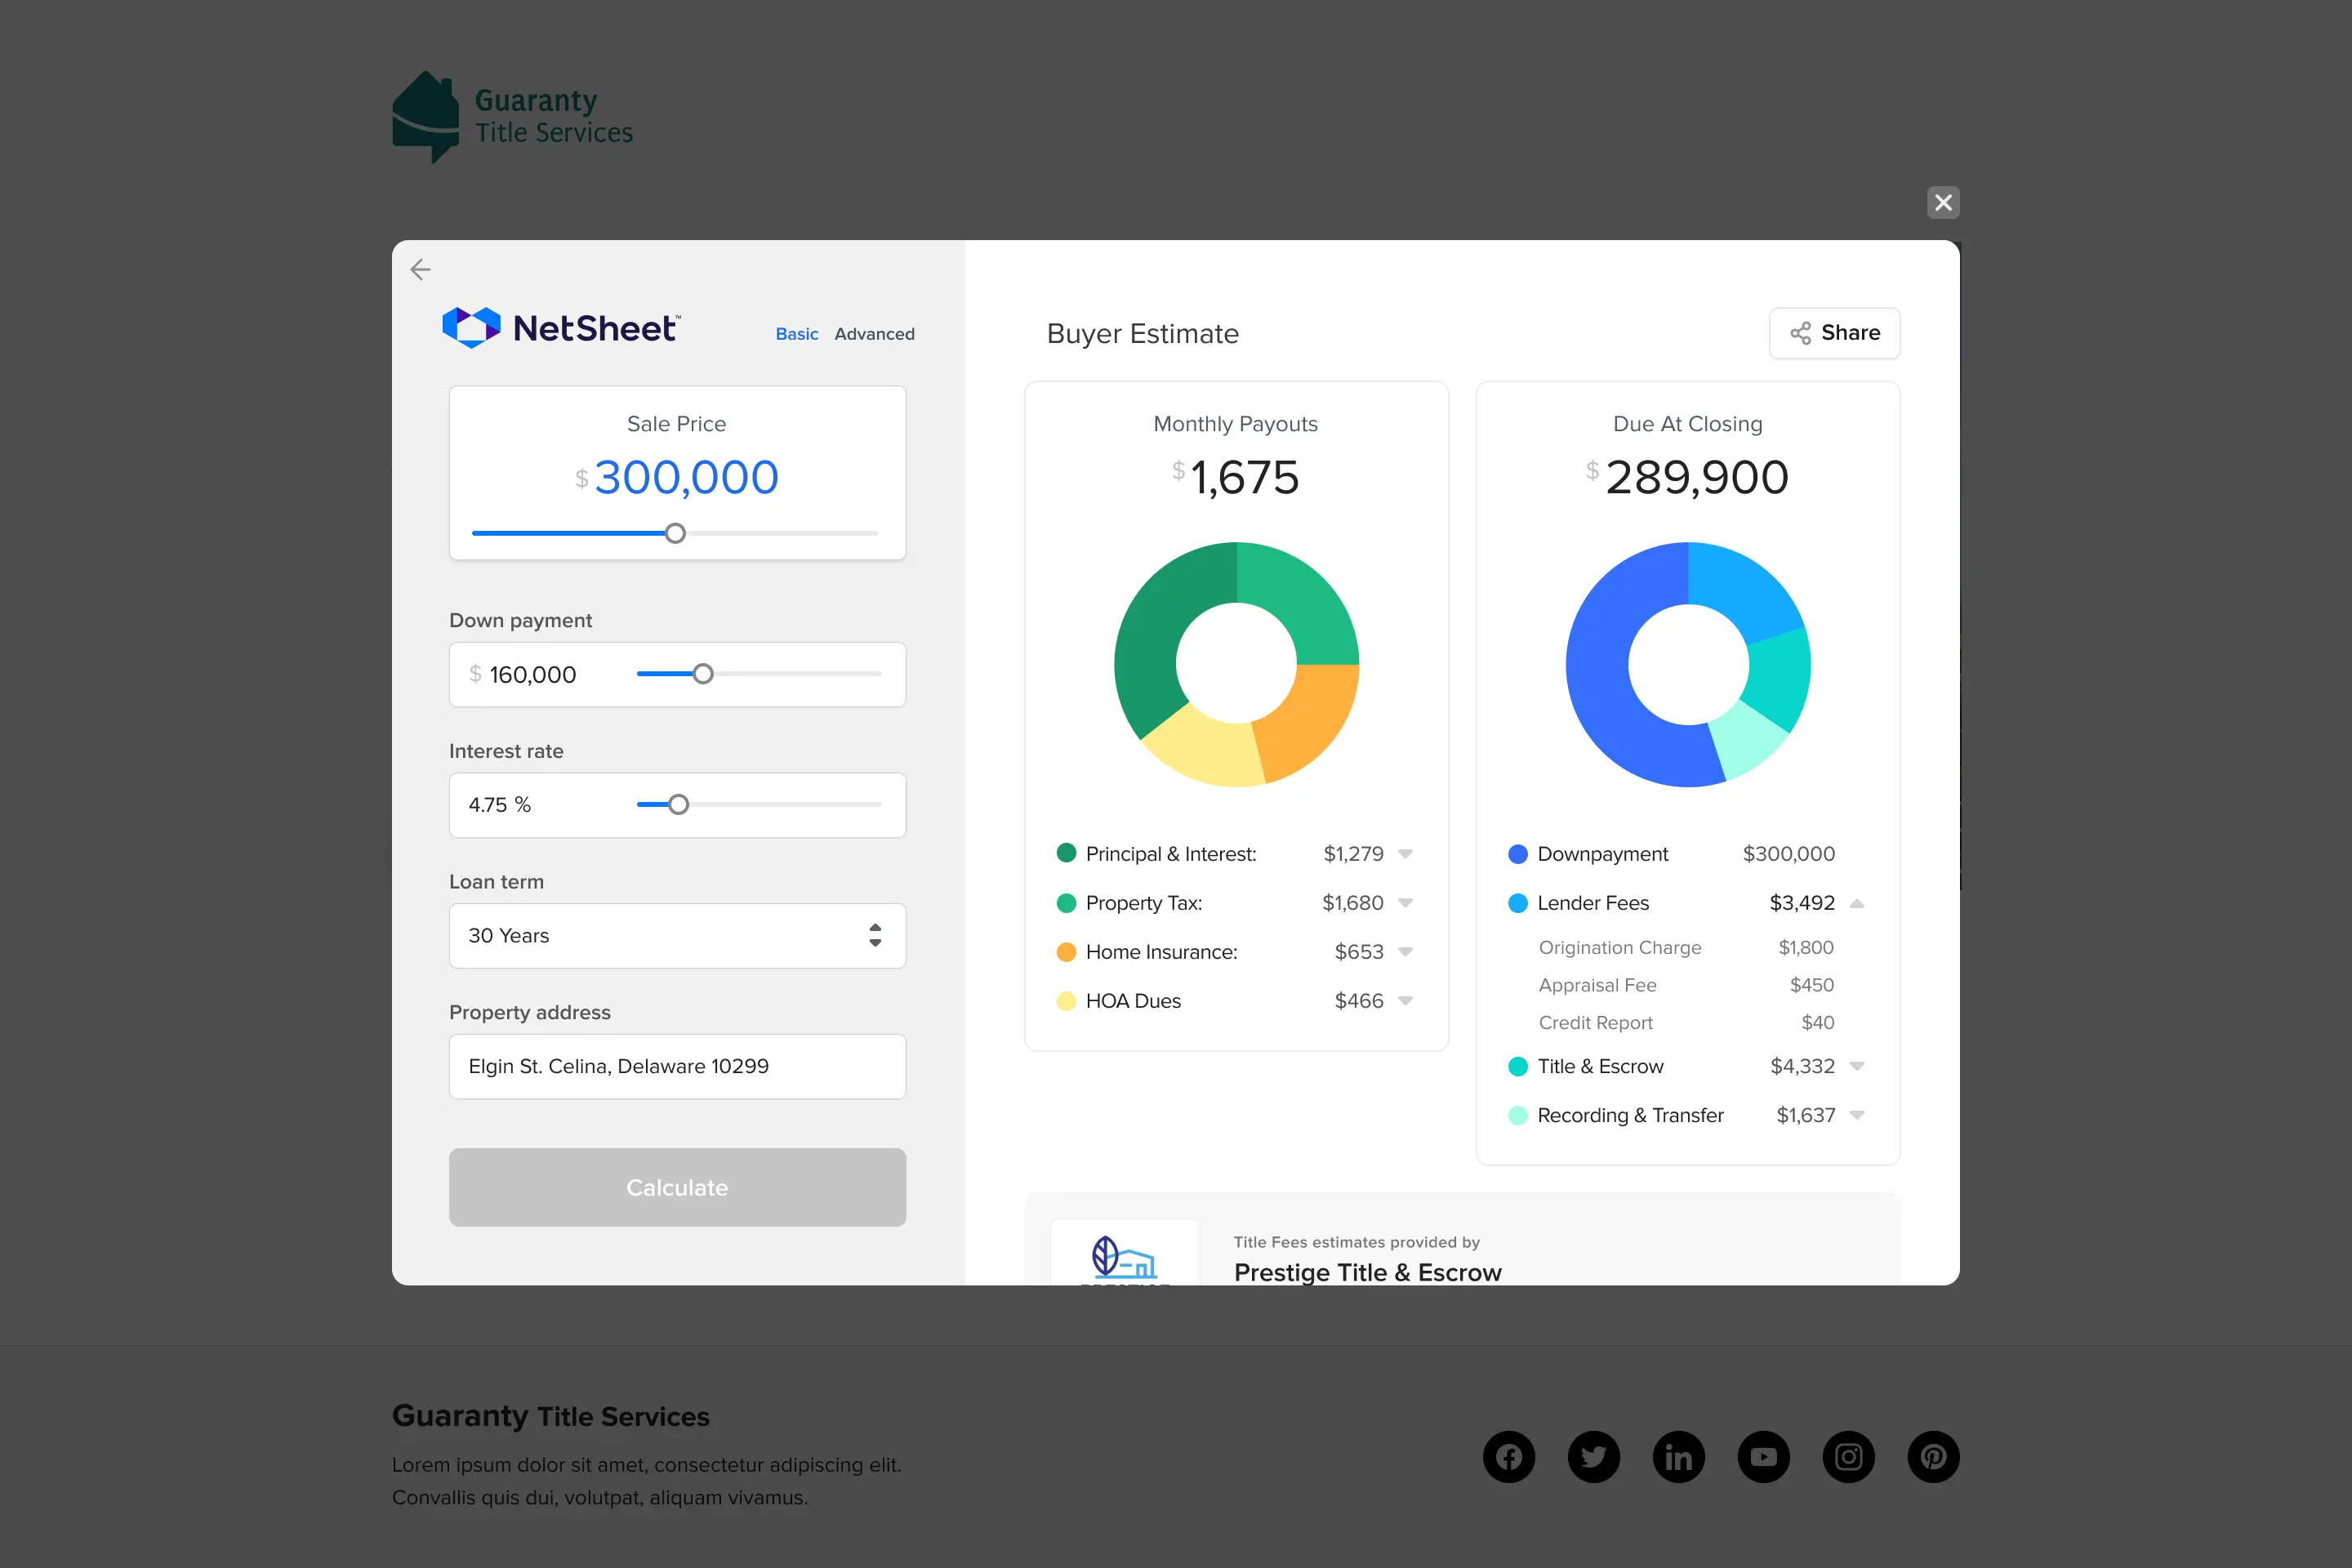 Guaranty
Title Services
NetSheet™
Basic Advanced
Sale Price
$ 300,000
Down payment
$ 160,000
Interest rate
4.75 %
Loan term
30 Years
Property address
Elgin St. Celina, Delaware 10299
Calculate
Buyer Estimate
Share
Monthly Payouts
$ 1,675
Principal & Interest: $1,279
Property Tax: $1,680
Home Insurance: $653
HOA Dues $466
Due At Closing
$ 289,900
Downpayment $300,000
Lender Fees $3,492
Origination Charge $1,800
Appraisal Fee $450
Credit Report $40
Title & Escrow $4,332
Recording & Transfer $1,637
Title Fees estimates provided by
Prestige Title & Escrow
Guaranty Title Services
Lorem ipsum dolor sit amet, consectetur adipiscing elit.
Convallis quis dui, volutpat, aliquam vivamus.